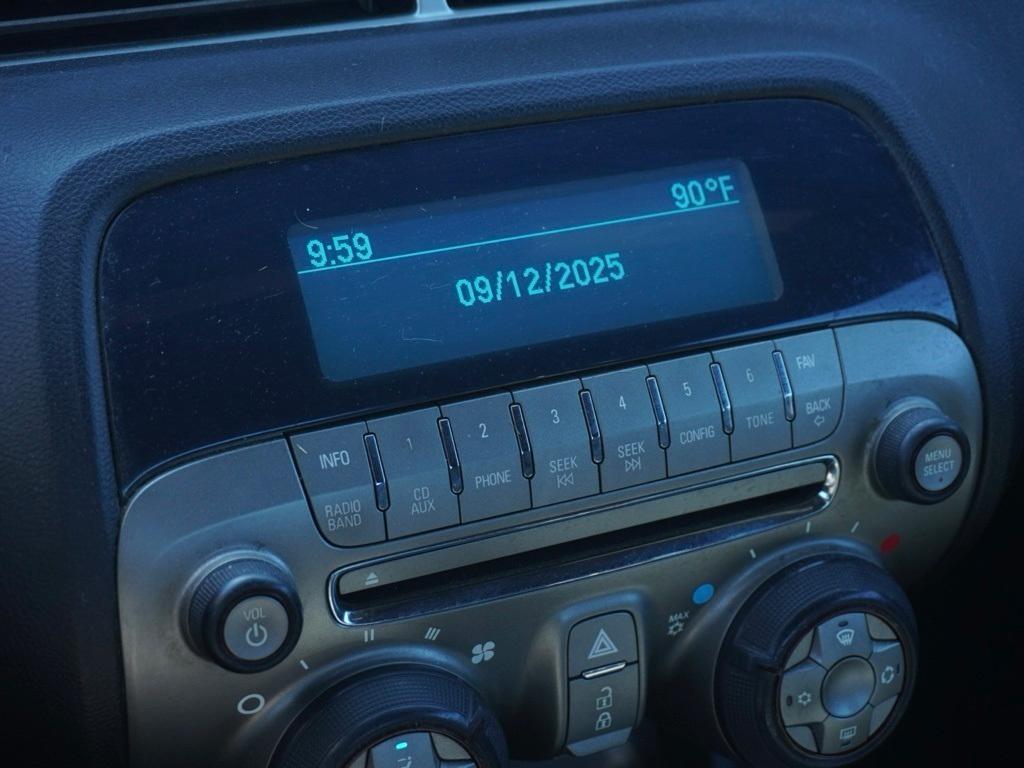 9:59 90°F
09/12/2025
INFO 1 2 3 4 5 6 FAV
RADIO BAND CD AUX PHONE SEEK SEEK CONFIG TONE BACK
MENU SELECT
VOL
MAX